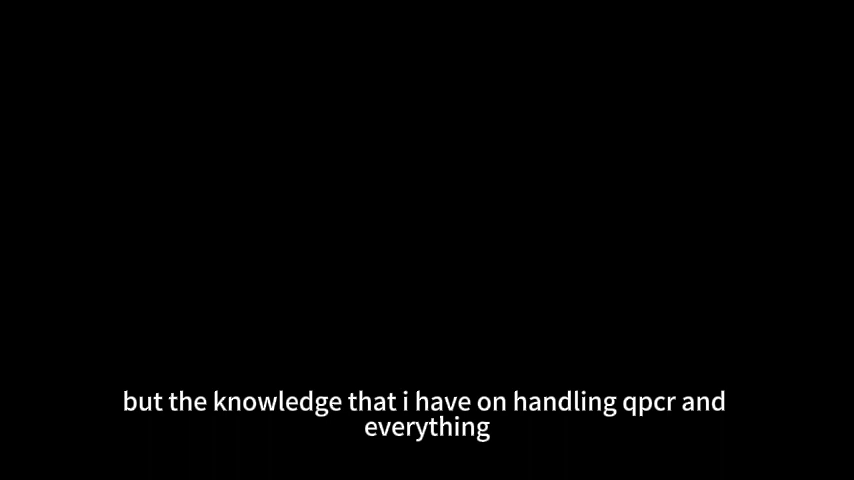 but the knowledge that i have on handling qpcr and
everything